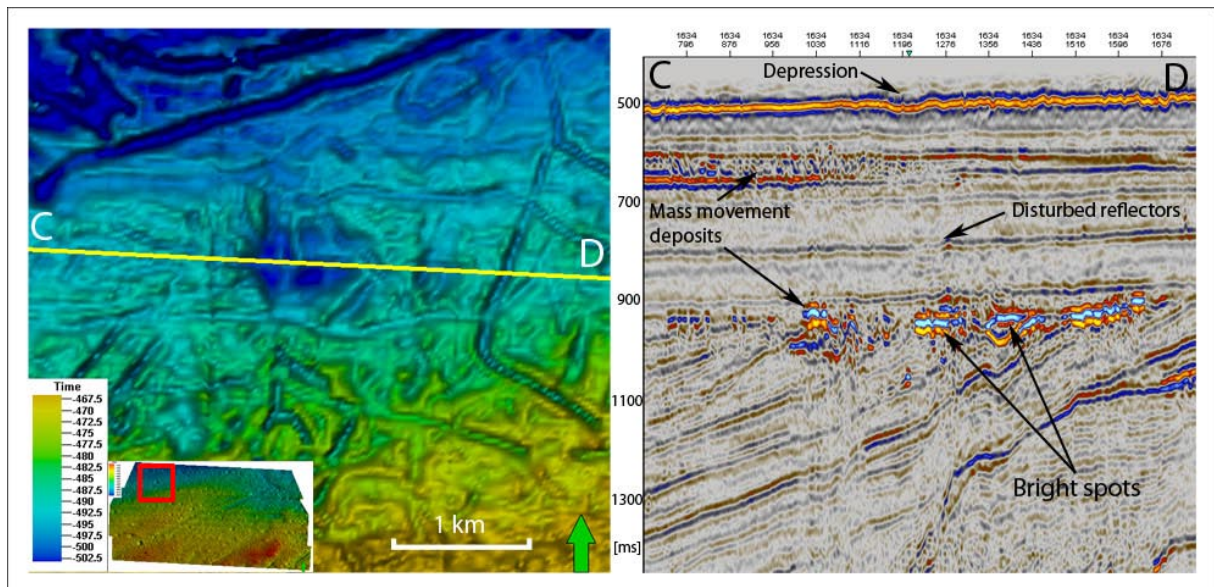 C
D
Time
-467.5
-470
-472.5
-475
-477.5
-480
-482.5
-485
-487.5
-490
-492.5
-495
-497.5
-500
-502.5
1 km
1634 1634 1634 1634 1634 1634 1634 1634 1634 1634 1634 1634
796 876 956 1036 1116 1196 1276 1356 1436 1516 1596 1676
C
D
Depression
500
700
Mass movement
deposits
Disturbed reflectors
900
1100
Bright spots
1300
[ms]